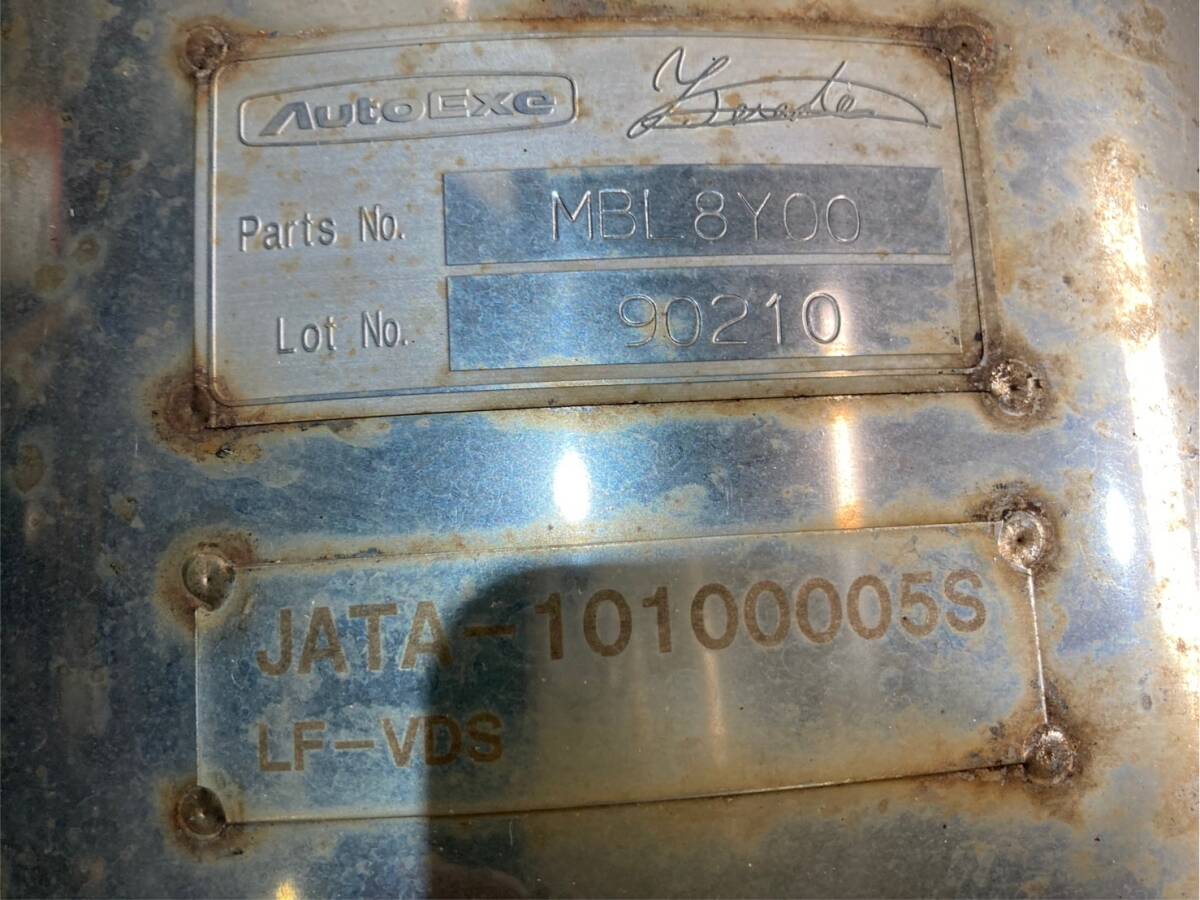 AutoExe
Parts No. MBL8Y00
Lot No. 90210
JATA-10100005S
LF-VDS